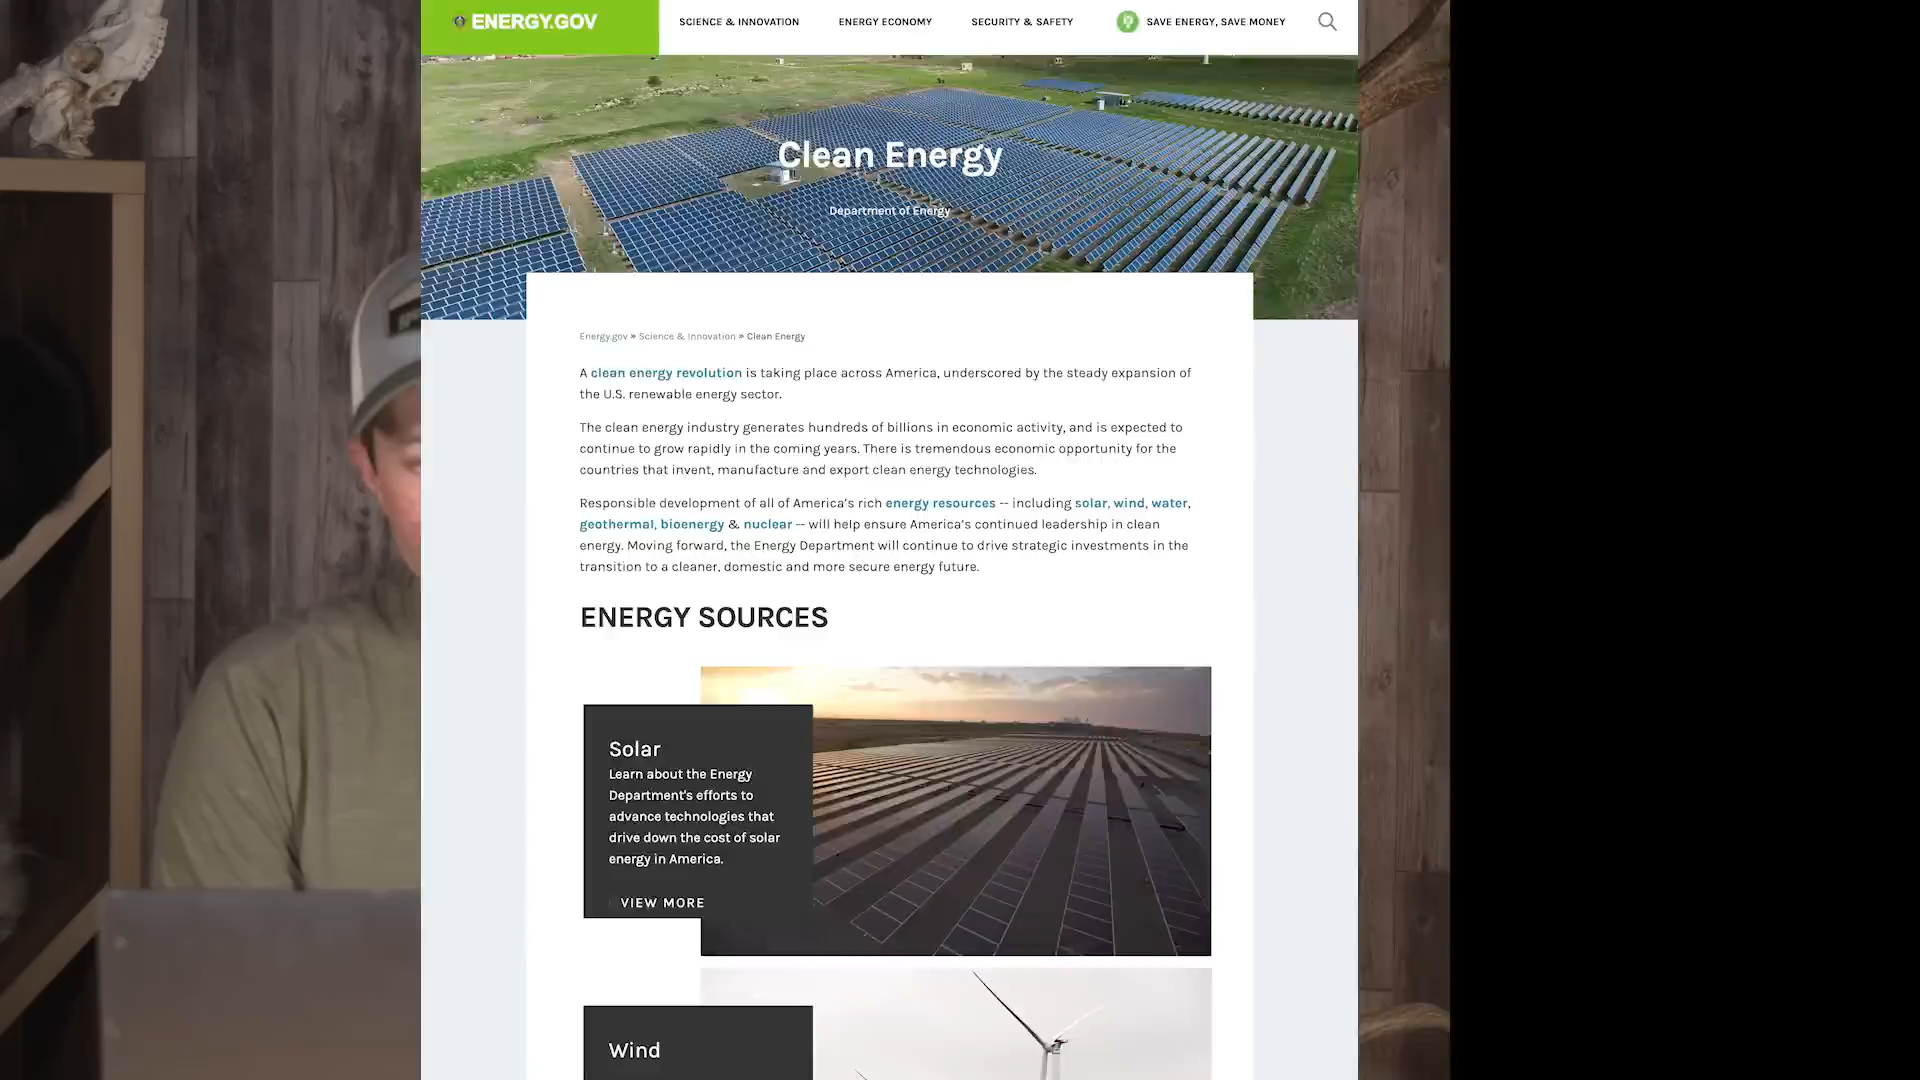 ENERGY.GOV
SCIENCE & INNOVATION
ENERGY ECONOMY
SECURITY & SAFETY
SAVE ENERGY, SAVE MONEY
Clean Energy
Department of Energy
Energy.gov » Science & Innovation » Clean Energy
A clean energy revolution is taking place across America, underscored by the steady expansion of
the U.S. renewable energy sector.
The clean energy industry generates hundreds of billions in economic activity, and is expected to
continue to grow rapidly in the coming years. There is tremendous economic opportunity for the
countries that invent, manufacture and export clean energy technologies.
Responsible development of all of America's rich energy resources -- including solar, wind, water,
geothermal, bioenergy & nuclear -- will help ensure America's continued leadership in clean
energy. Moving forward, the Energy Department will continue to drive strategic investments in the
transition to a cleaner, domestic and more secure energy future.
ENERGY SOURCES
Solar
Learn about the Energy
Department's efforts to
advance technologies that
drive down the cost of solar
energy in America.
VIEW MORE
Wind